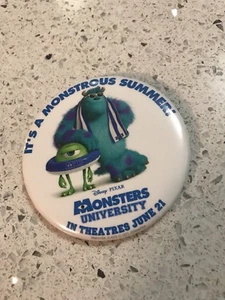 IT'S A MONSTROUS SUMMER!
DISNEY · PIXAR
MONSTERS
UNIVERSITY
IN THEATRES JUNE 21